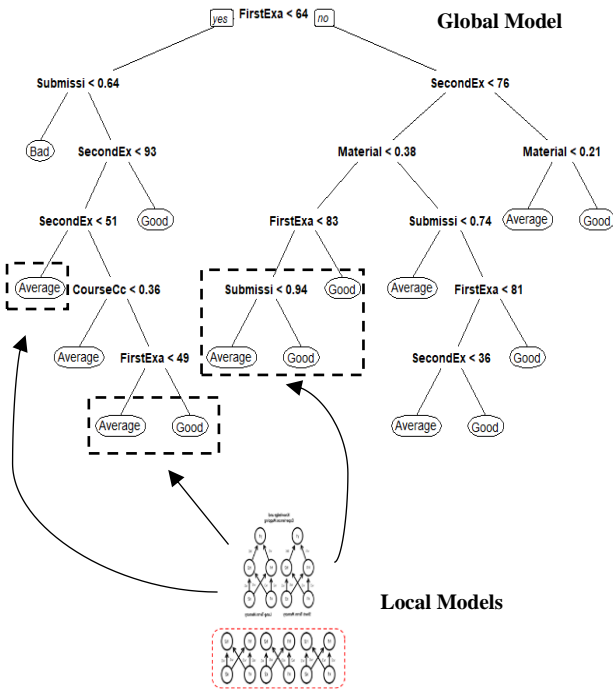 yes FirstExa < 64 no
Global Model
Submissi < 0.64
SecondEx < 76
Bad
SecondEx < 93
Material < 0.38
Material < 0.21
SecondEx < 51
Good
FirstExa < 83
Submissi < 0.74
Average
Good
Average
CourseCc < 0.36
Submissi < 0.94
Good
Average
FirstExa < 81
Average
FirstExa < 49
Average
Good
SecondEx < 36
Good
Average
Good
Average
Good
Local Models